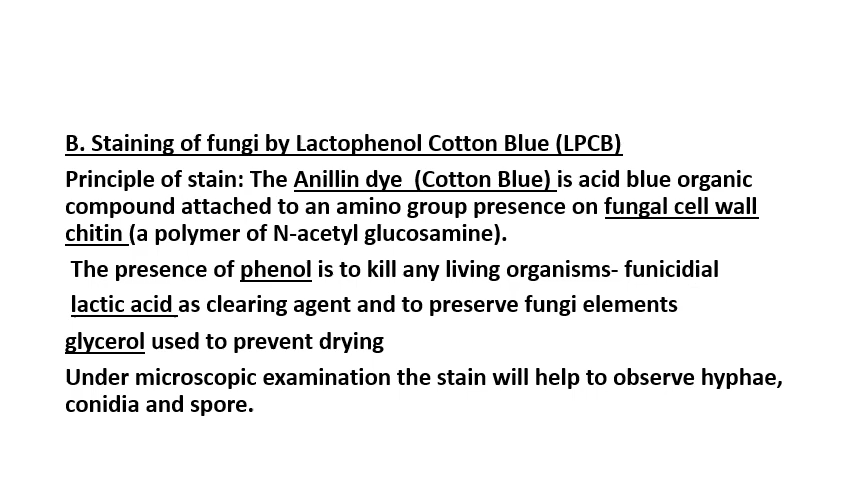 B. Staining of fungi by Lactophenol Cotton Blue (LPCB)
Principle of stain: The Anillin dye  (Cotton Blue) is acid blue organic
compound attached to an amino group presence on fungal cell wall
chitin (a polymer of N-acetyl glucosamine).
The presence of phenol is to kill any living organisms- funicidial
lactic acid as clearing agent and to preserve fungi elements
glycerol used to prevent drying
Under microscopic examination the stain will help to observe hyphae,
conidia and spore.